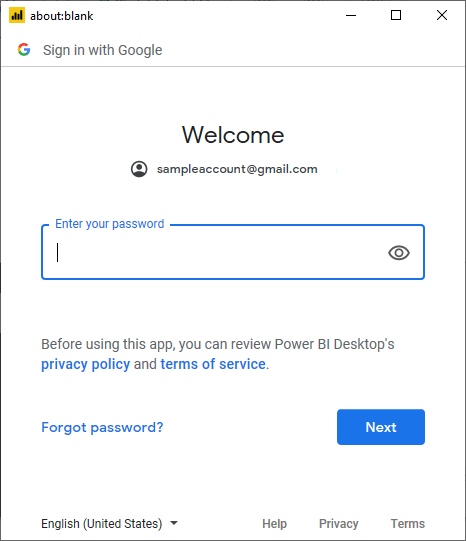 about:blank
Sign in with Google
Welcome
sampleaccount@gmail.com
Enter your password
Before using this app, you can review Power BI Desktop's
privacy policy and terms of service.
Forgot password?
Next
English (United States)
Help Privacy Terms